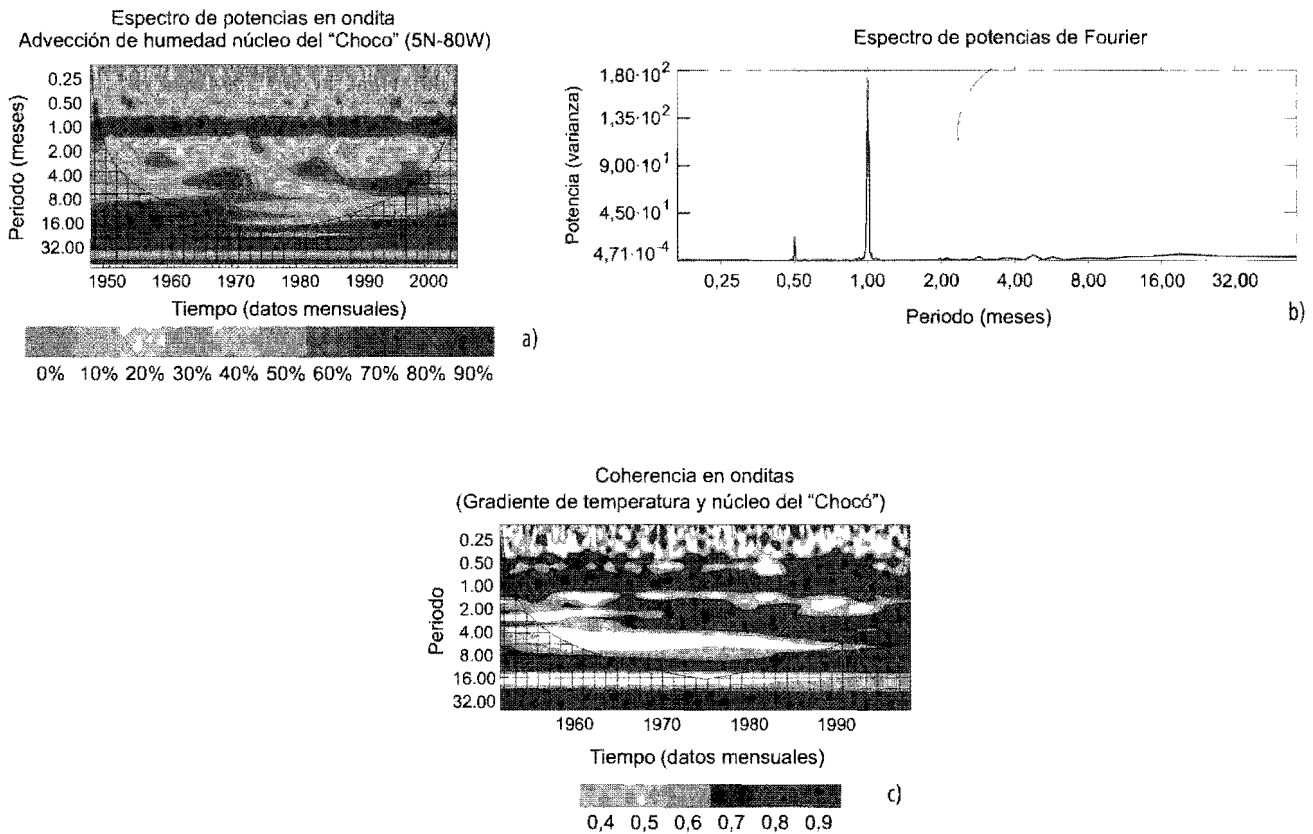 Espectro de potencias en ondita
Advección de humedad núcleo del "Choco" (5N-80W)
Periodo (meses)
0.25
0.50
1.00
2.00
4.00
8.00
16.00
32.00
1950 1960 1970 1980 1990 2000
Tiempo (datos mensuales)
0% 10% 20% 30% 40% 50% 60% 70% 80% 90%
a)
Espectro de potencias de Fourier
Potencia (varianza)
1.80·10²
1,35·10²
9,00·10¹
4,50·10¹
4,71·10⁻⁴
0,25 0,50 1,00 2,00 4,00 8,00 16,00 32,00
Periodo (meses)
b)
Coherencia en onditas
(Gradiente de temperatura y núcleo del "Chocó")
Periodo
0.25
0.50
1.00
2.00
4.00
8.00
16.00
32.00
1960 1970 1980 1990
Tiempo (datos mensuales)
0,4 0,5 0,6 0,7 0,8 0,9
c)